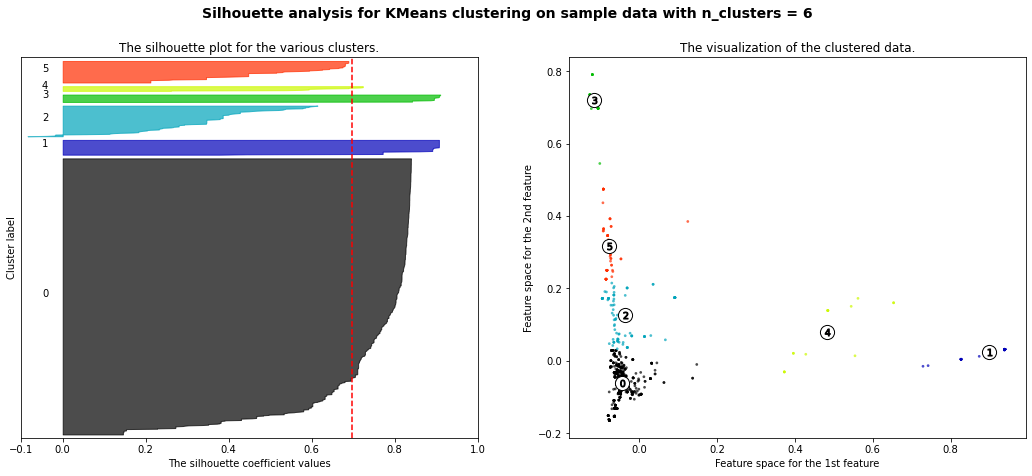 Silhouette analysis for KMeans clustering on sample data with n_clusters = 6
The silhouette plot for the various clusters.
5
4
3
2
1
0
Cluster label
−0.1 0.0 0.2 0.4 0.6 0.8 1.0
The silhouette coefficient values
The visualization of the clustered data.
0.8
0.6
0.4
0.2
0.0
−0.2
Feature space for the 2nd feature
3
5
2
4
1
0
0.0 0.2 0.4 0.6 0.8
Feature space for the 1st feature